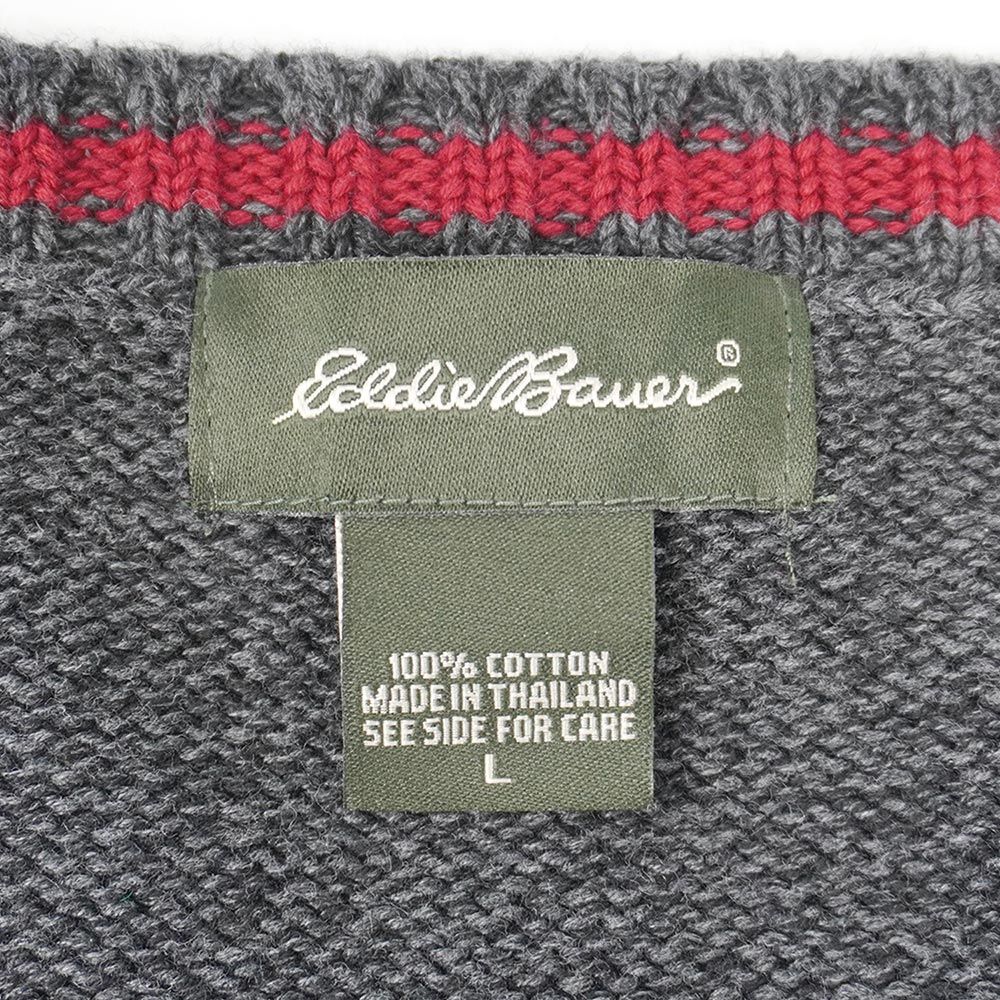 Eddie Bauer®
100% COTTON
MADE IN THAILAND
SEE SIDE FOR CARE
L